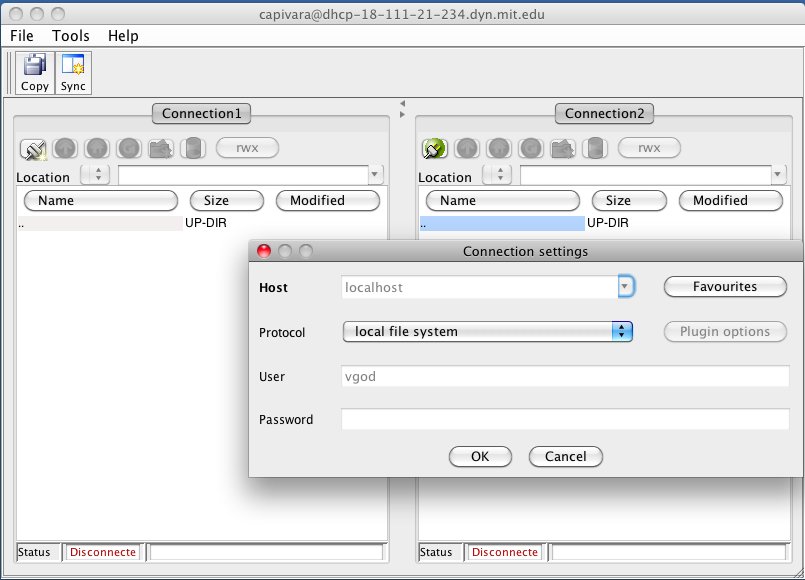 capivara@dhcp-18-111-21-234.dyn.mit.edu
File Tools Help
Copy Sync
Connection1 Connection2
rwx rwx
Location Location
Name Size Modified Name Size Modified
.. UP-DIR .. UP-DIR
Connection settings
Host localhost Favourites
Protocol local file system Plugin options
User vgod
Password
OK Cancel
Status Disconnecte Status Disconnecte